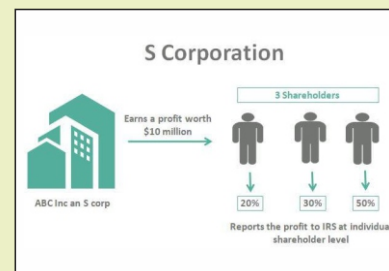 S Corporation
3 Shareholders
Earns a profit worth
$10 million
ABC Inc an S corp
20%
30%
50%
Reports the profit to IRS at individua
shareholder level